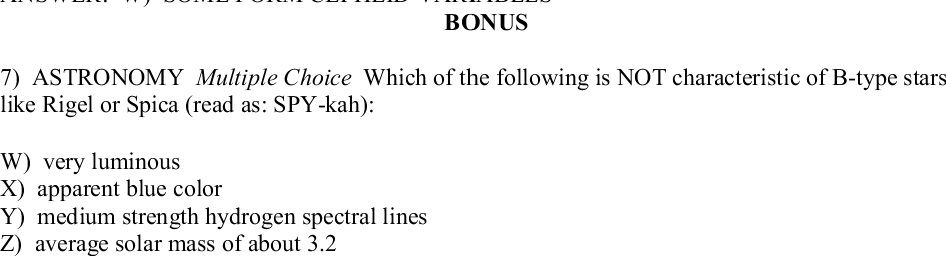 ANSWER: W) SOME FORM CEPHEID VARIABLES
BONUS
7) ASTRONOMY Multiple Choice Which of the following is NOT characteristic of B-type stars
like Rigel or Spica (read as: SPY-kah):
W) very luminous
X) apparent blue color
Y) medium strength hydrogen spectral lines
Z) average solar mass of about 3.2